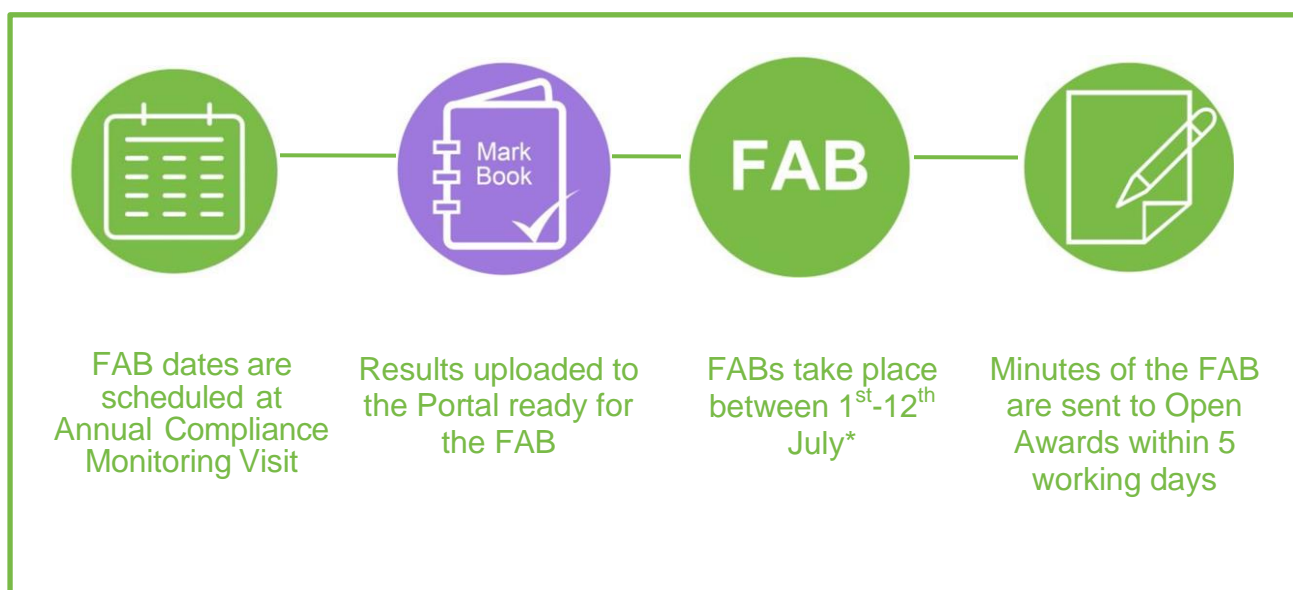 Mark
Book
FAB
FAB dates are
scheduled at
Annual Compliance
Monitoring Visit
Results uploaded to
the Portal ready for
the FAB
FABs take place
between 1st-12th
July*
Minutes of the FAB
are sent to Open
Awards within 5
working days